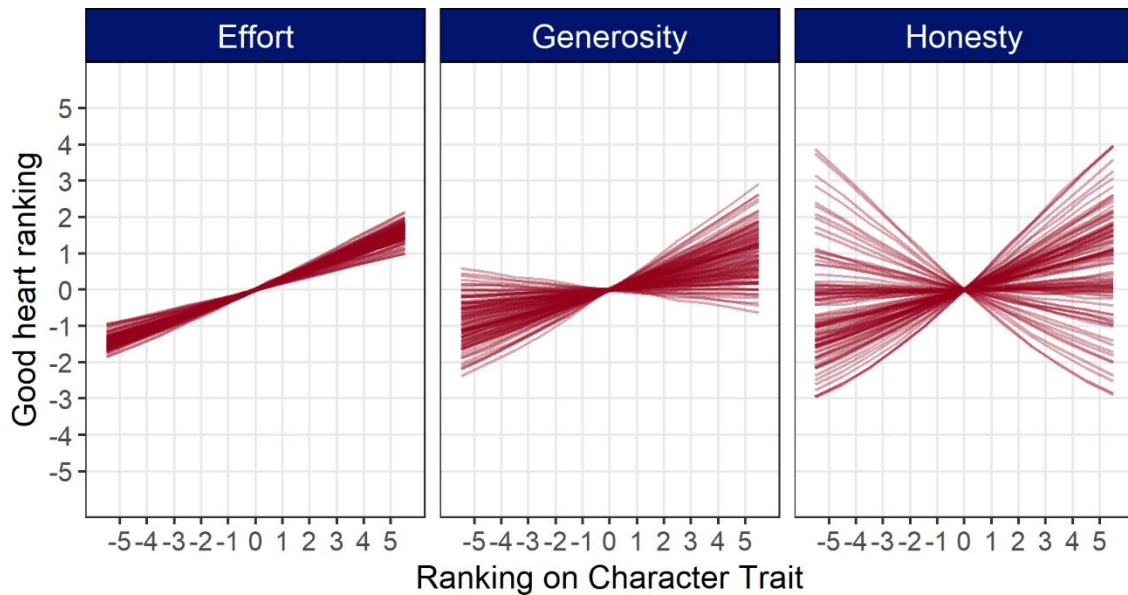 Effort Generosity Honesty
Good heart ranking
5
4
3
2
1
0
-1
-2
-3
-4
-5
-5 -4 -3 -2 -1 0 1 2 3 4 5 -5 -4 -3 -2 -1 0 1 2 3 4 5 -5 -4 -3 -2 -1 0 1 2 3 4 5
Ranking on Character Trait